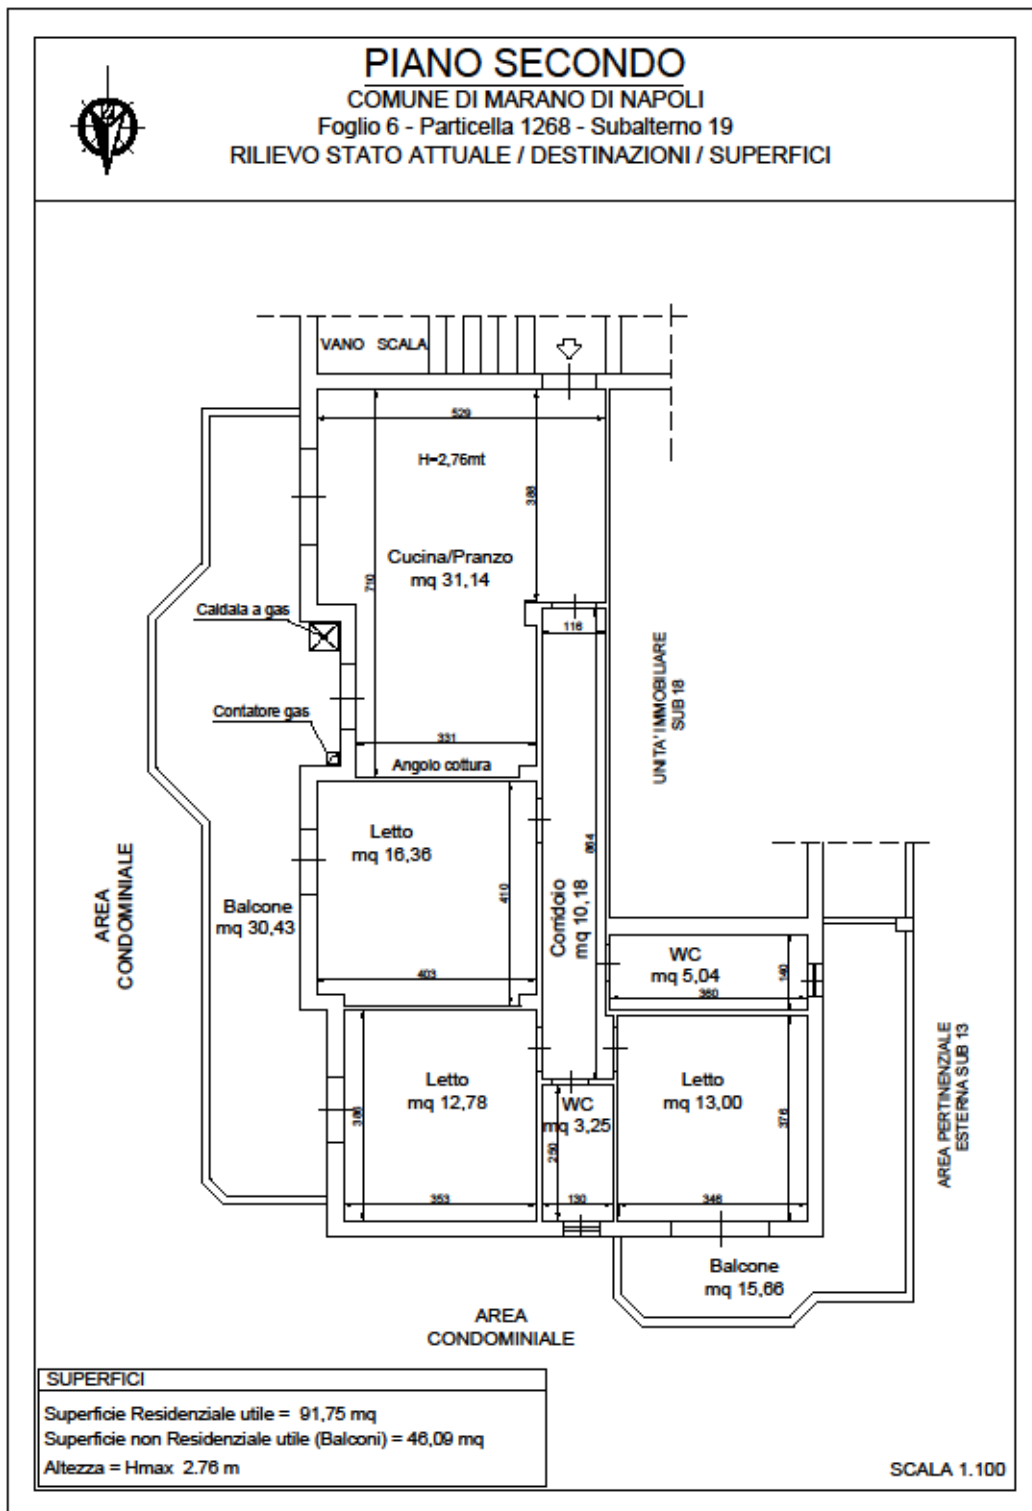 PIANO SECONDO
COMUNE DI MARANO DI NAPOLI
Foglio 6 - Particella 1268 - Subalterno 19
RILIEVO STATO ATTUALE / DESTINAZIONI / SUPERFICI
VANO SCALA
529
H=2,76mt
388
Cucina/Pranzo
mq 31,14
710
Caldaia a gas
116
UNITA' IMMOBILIARE
SUB 18
Contatore gas
331
Angolo cottura
Letto
mq 16,36
864
410
AREA
CONDOMINIALE
Balcone
mq 30,43
Corridoio
mq 10,18
403
WC
mq 5,04
140
360
AREA PERTINENZIALE
ESTERNA SUB 13
Letto
mq 12,78
386
WC
mq 3,25
250
Letto
mq 13,00
376
353
130
346
Balcone
mq 15,66
AREA
CONDOMINIALE
SUPERFICI
Superficie Residenziale utile = 91,75 mq
Superficie non Residenziale utile (Balconi) = 46,09 mq
Altezza = Hmax 2.76 m
SCALA 1.100